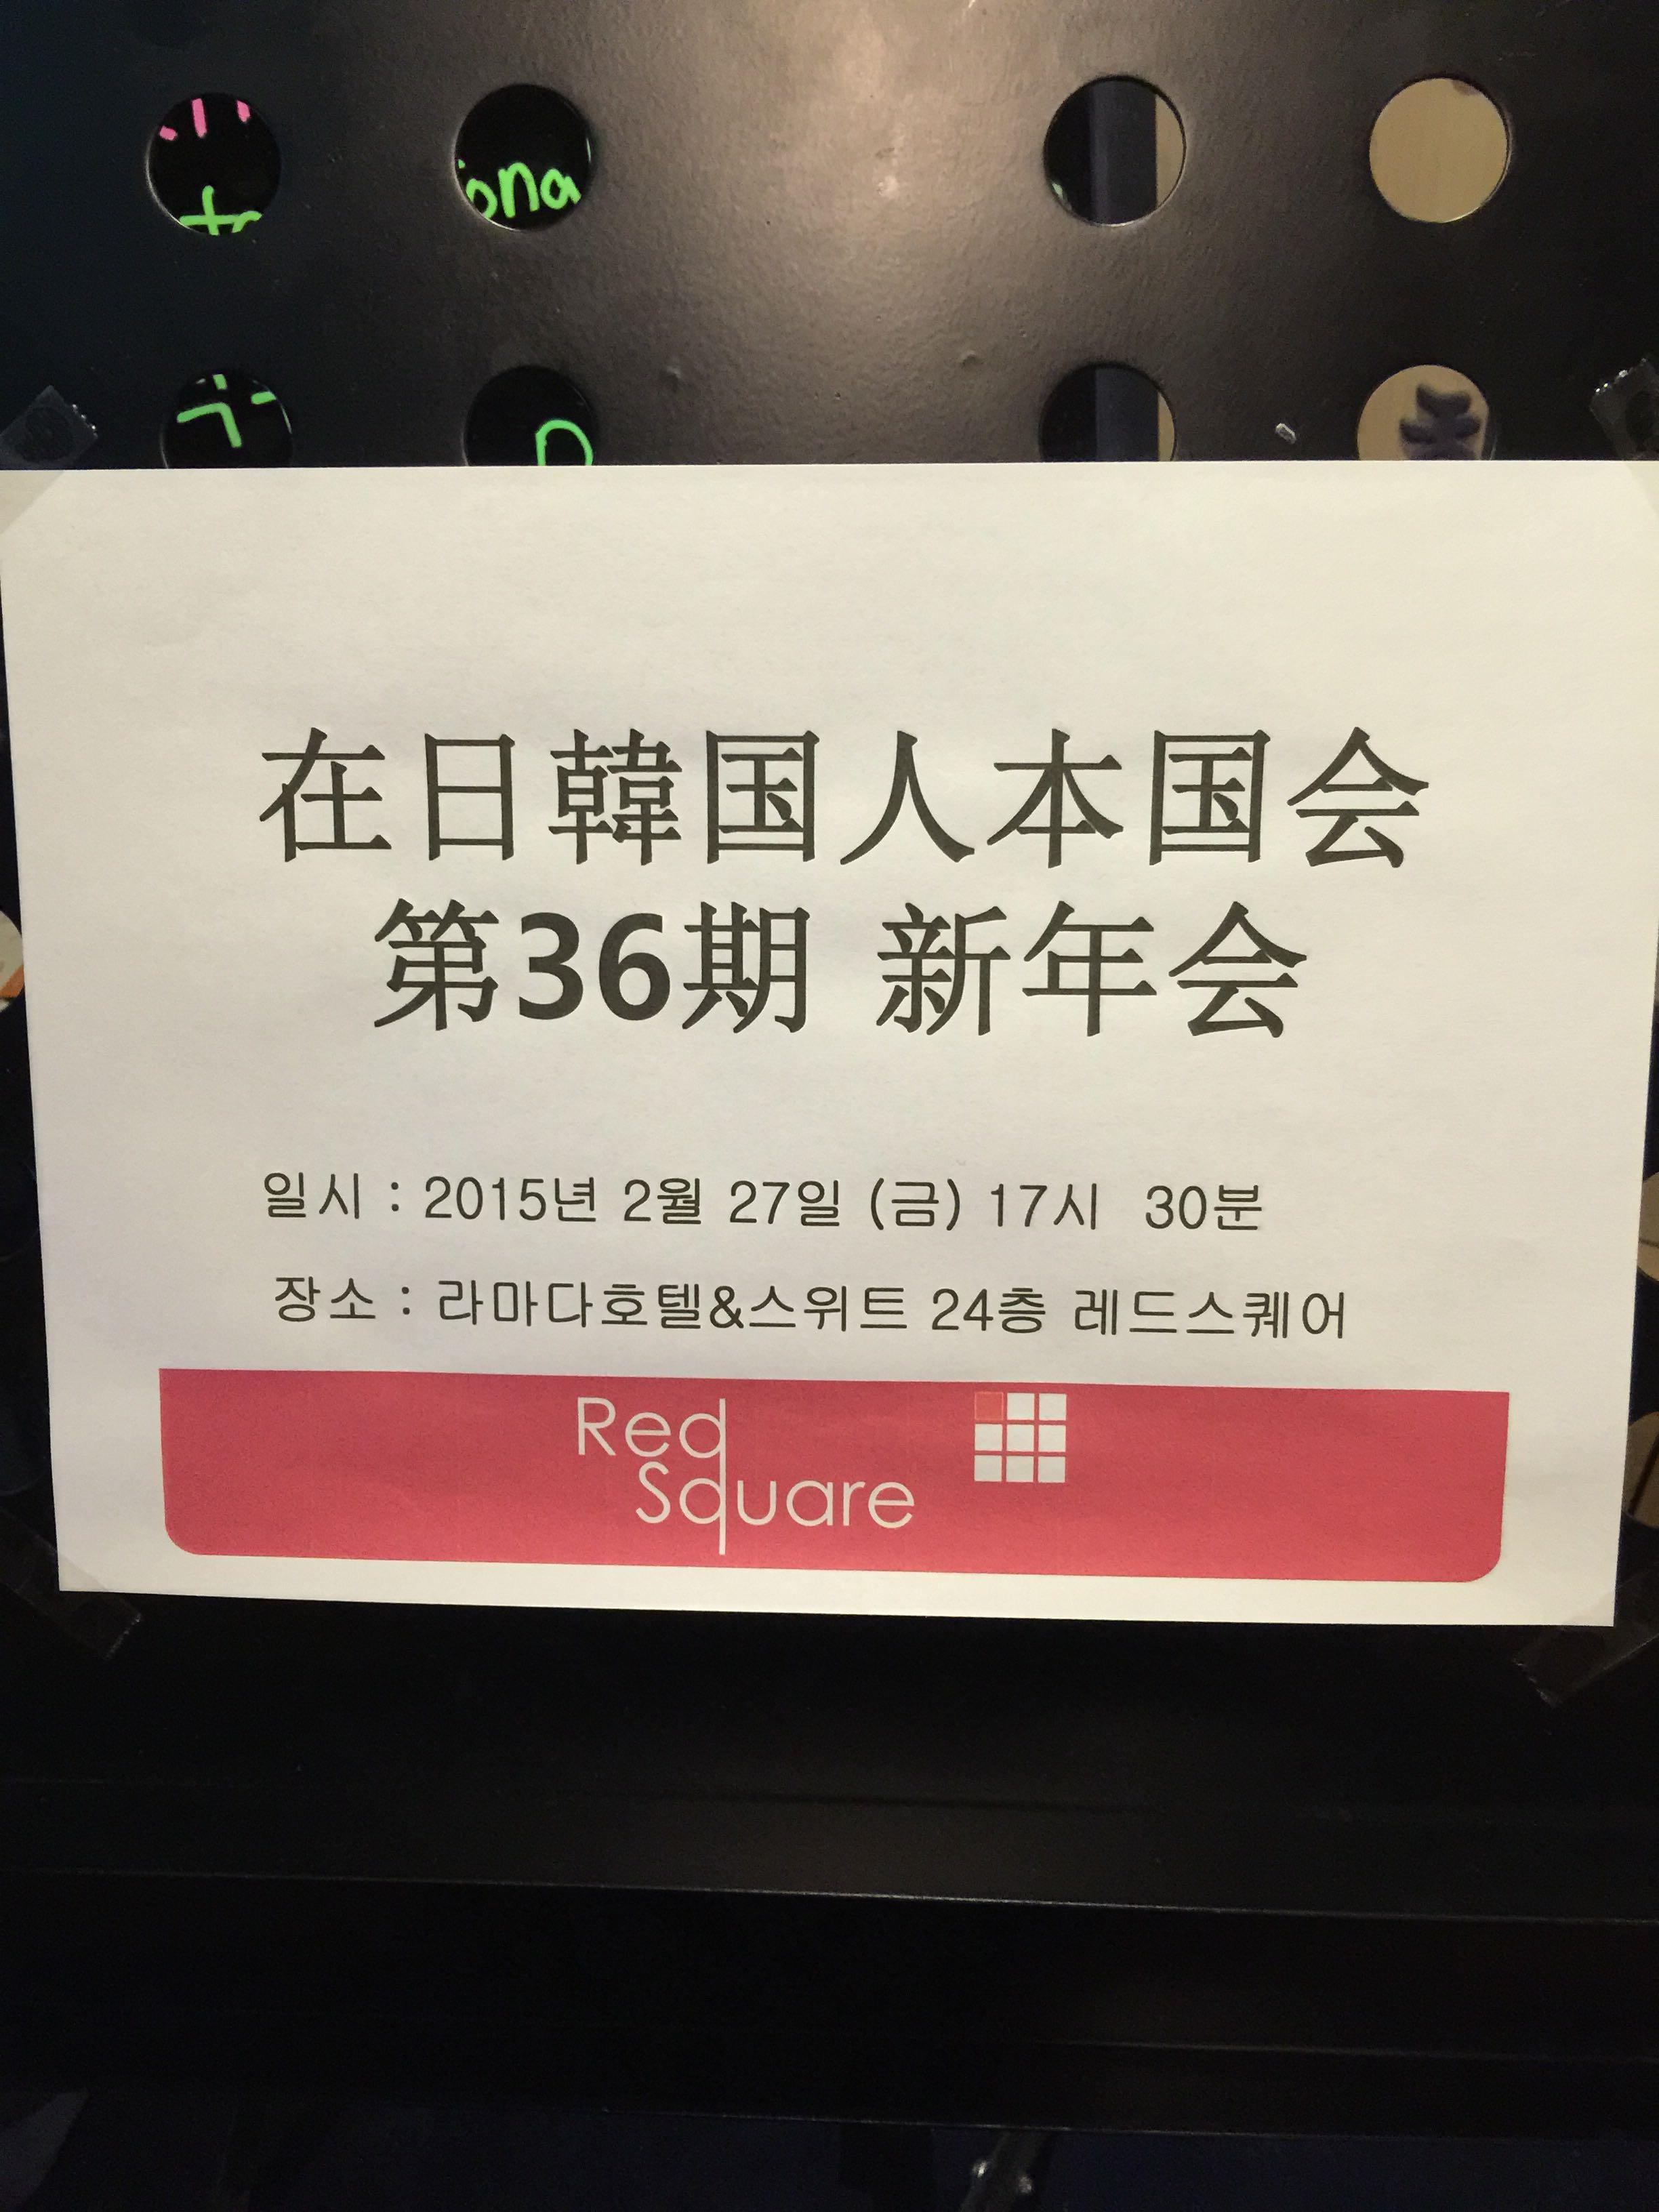 在日韓国人本国会
第36期 新年会
일시 : 2015년 2월 27일 (금) 17시 30분
장소 : 라마다호텔&스위트 24층 레드스퀘어
Red
Square